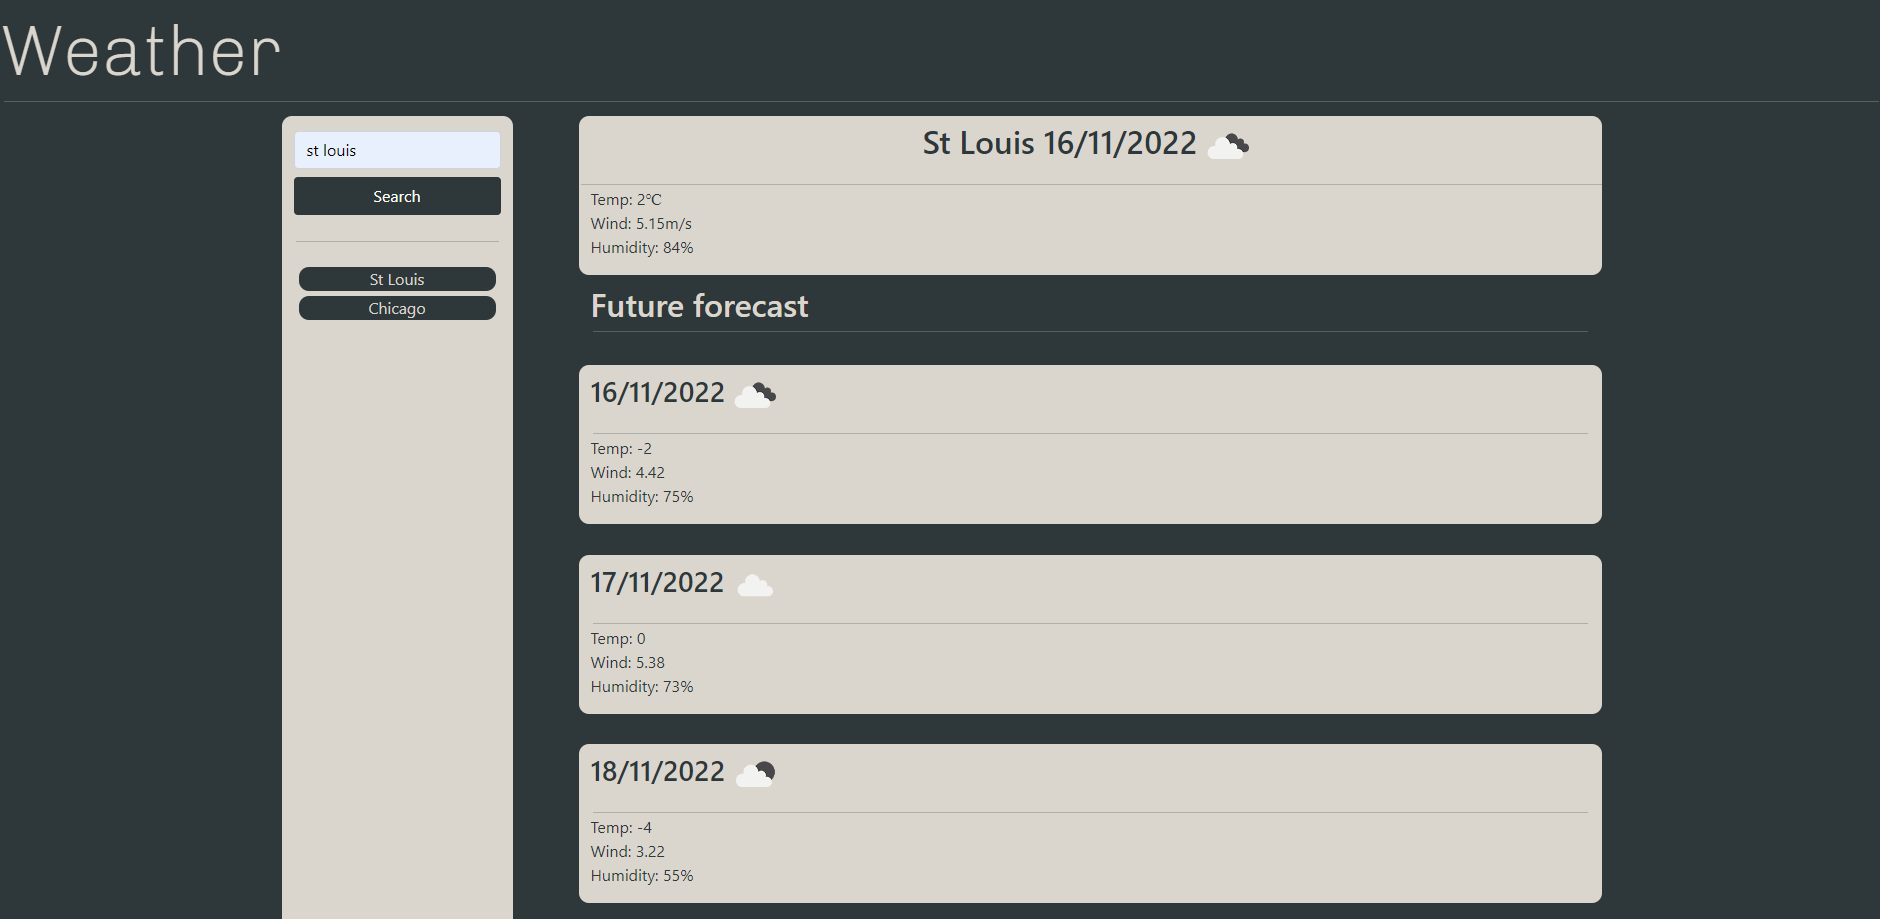 Weather
st louis
Search
St Louis
Chicago
St Louis 16/11/2022
Temp: 2°C
Wind: 5.15m/s
Humidity: 84%
Future forecast
16/11/2022
Temp: -2
Wind: 4.42
Humidity: 75%
17/11/2022
Temp: 0
Wind: 5.38
Humidity: 73%
18/11/2022
Temp: -4
Wind: 3.22
Humidity: 55%